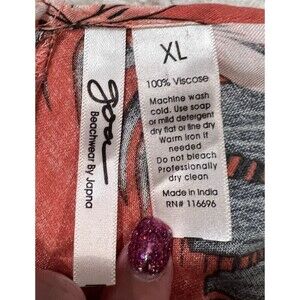 Beachwear By Japna
XL
100% Viscose
Machine wash
cold. Use soap
or mild detergent
dry flat or line dry
Warm iron if
needed
Do not bleach
Professionally
dry clean
Made in India
RN# 116696